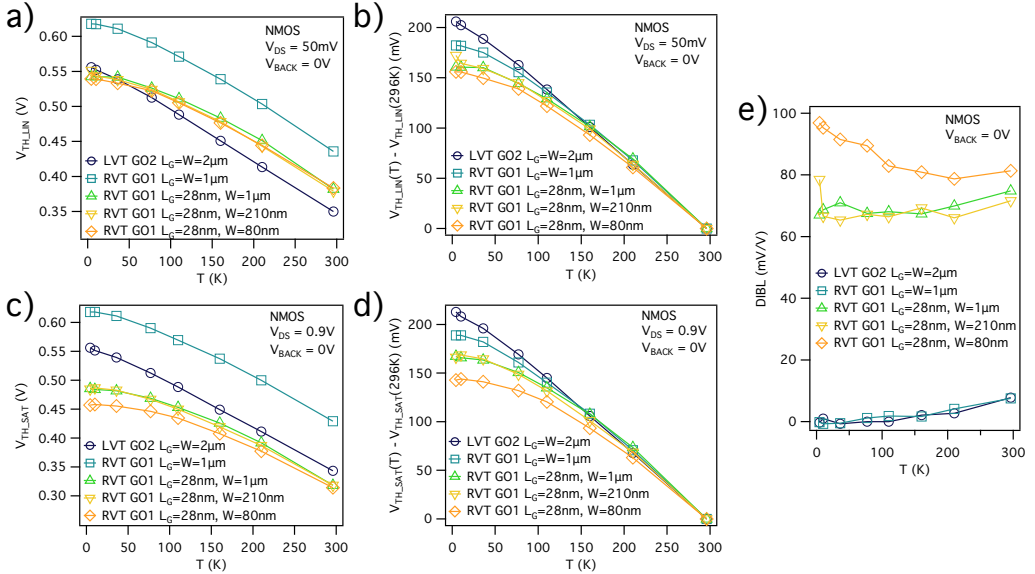 a)
V_TH_LIN (V)
0.60
0.55
0.50
0.45
0.40
0.35
NMOS
V_DS = 50mV
V_BACK = 0V
LVT GO2 L_G=W=2µm
RVT GO1 L_G=W=1µm
RVT GO1 L_G=28nm, W=1µm
RVT GO1 L_G=28nm, W=210nm
RVT GO1 L_G=28nm, W=80nm
0 50 100 150 200 250 300
T (K)
b)
V_TH_LIN(T) - V_TH_LIN(296K) (mV)
200
150
100
50
0
NMOS
V_DS = 50mV
V_BACK = 0V
LVT GO2 L_G=W=2µm
RVT GO1 L_G=W=1µm
RVT GO1 L_G=28nm, W=1µm
RVT GO1 L_G=28nm, W=210nm
RVT GO1 L_G=28nm, W=80nm
0 50 100 150 200 250 300
T (K)
c)
V_TH_SAT (V)
0.60
0.55
0.50
0.45
0.40
0.35
0.30
NMOS
V_DS = 0.9V
V_BACK = 0V
LVT GO2 L_G=W=2µm
RVT GO1 L_G=W=1µm
RVT GO1 L_G=28nm, W=1µm
RVT GO1 L_G=28nm, W=210nm
RVT GO1 L_G=28nm, W=80nm
0 50 100 150 200 250 300
T (K)
d)
V_TH_SAT(T) - V_TH_SAT(296K) (mV)
200
150
100
50
0
NMOS
V_DS = 0.9V
V_BACK = 0V
LVT GO2 L_G=W=2µm
RVT GO1 L_G=W=1µm
RVT GO1 L_G=28nm, W=1µm
RVT GO1 L_G=28nm, W=210nm
RVT GO1 L_G=28nm, W=80nm
0 50 100 150 200 250 300
T (K)
e)
DIBL (mV/V)
100
80
60
40
20
0
NMOS
V_BACK = 0V
LVT GO2 L_G=W=2µm
RVT GO1 L_G=W=1µm
RVT GO1 L_G=28nm, W=1µm
RVT GO1 L_G=28nm, W=210nm
RVT GO1 L_G=28nm, W=80nm
0 50 100 150 200 250 300
T (K)